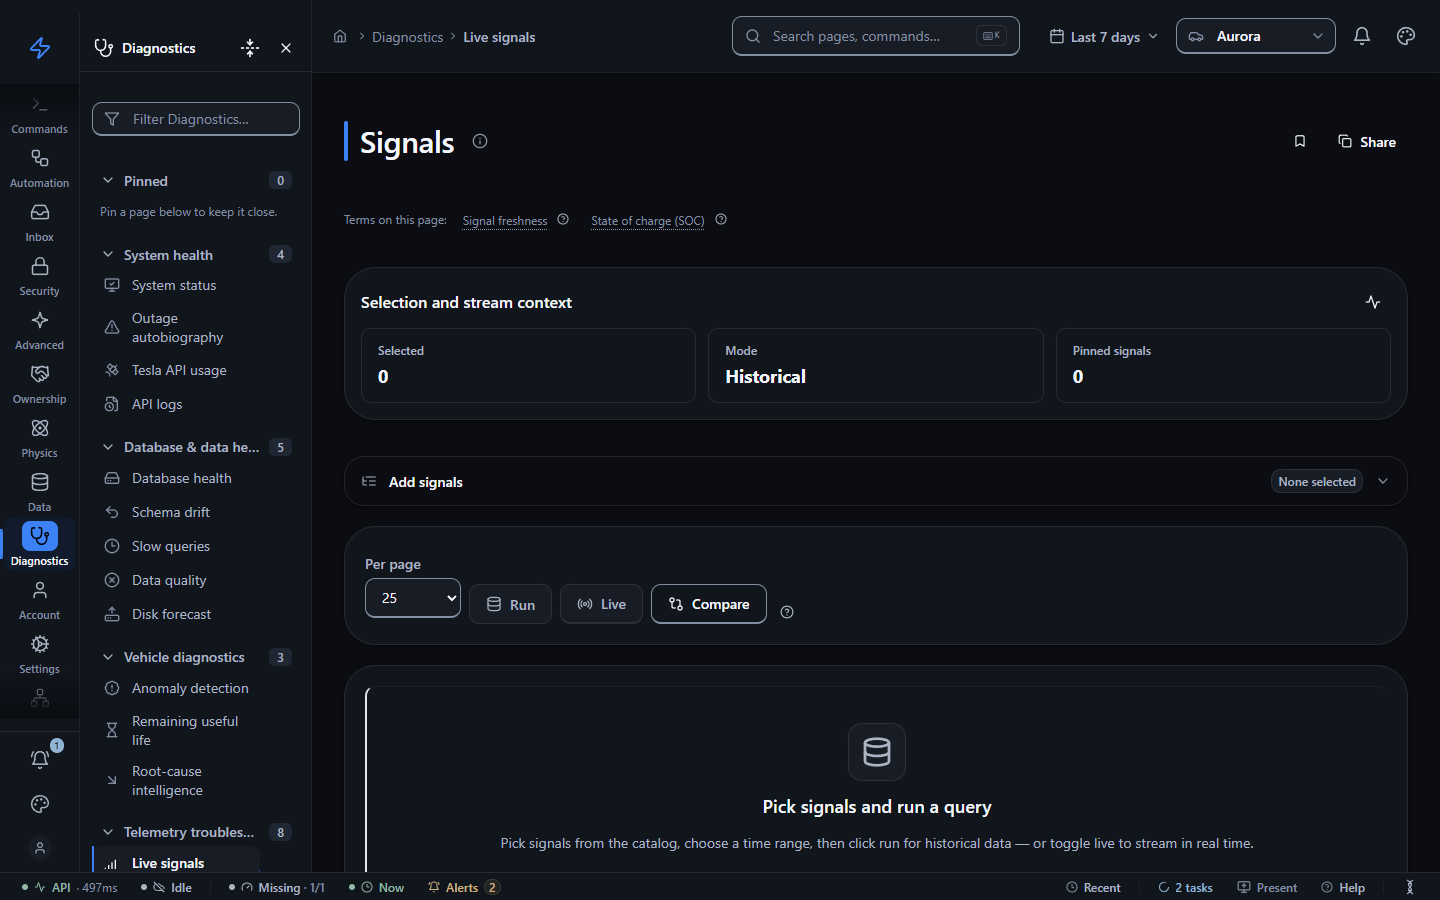 Diagnostics
Diagnostics
Live signals
Search pages, commands...
K
Last 7 days
Aurora
Commands
Automation
Inbox
Security
Advanced
Ownership
Physics
Data
Diagnostics
Account
Settings
1
Filter Diagnostics...
Pinned
0
Pin a page below to keep it close.
System health
4
System status
Outage
autobiography
Tesla API usage
API logs
Database & data he...
5
Database health
Schema drift
Slow queries
Data quality
Disk forecast
Vehicle diagnostics
3
Anomaly detection
Remaining useful
life
Root-cause
intelligence
Telemetry troubles...
8
Live signals
Signals
Share
Terms on this page:
Signal freshness
State of charge (SOC)
Selection and stream context
Selected
0
Mode
Historical
Pinned signals
0
Add signals
None selected
Per page
25
Run
Live
Compare
Pick signals and run a query
Pick signals from the catalog, choose a time range, then click run for historical data — or toggle live to stream in real time.
API · 497ms
Idle
Missing · 1/1
Now
Alerts 2
Recent
2 tasks
Present
Help